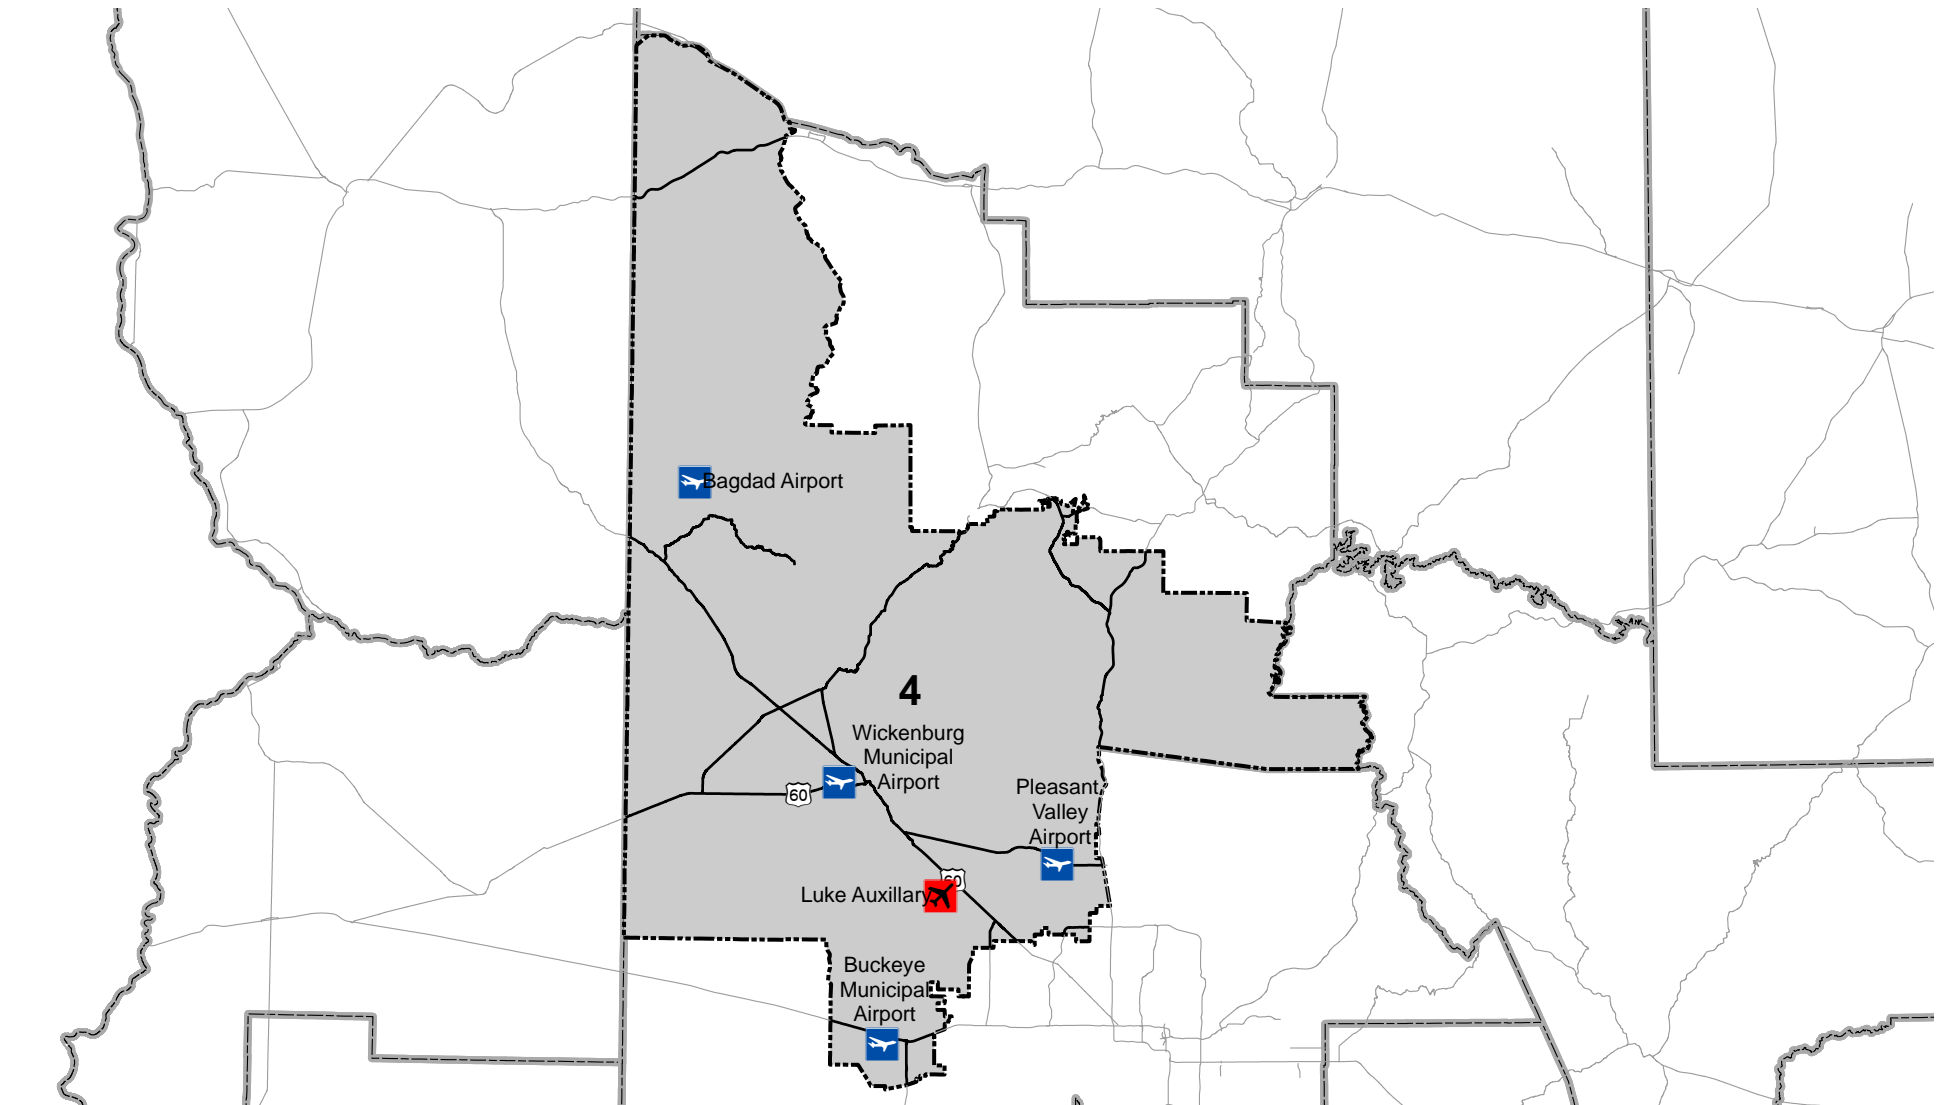 Bagdad Airport
4
Wickenburg
Municipal
Airport
60
Pleasant
Valley
Airport
60
Luke Auxillary
Buckeye
Municipal
Airport